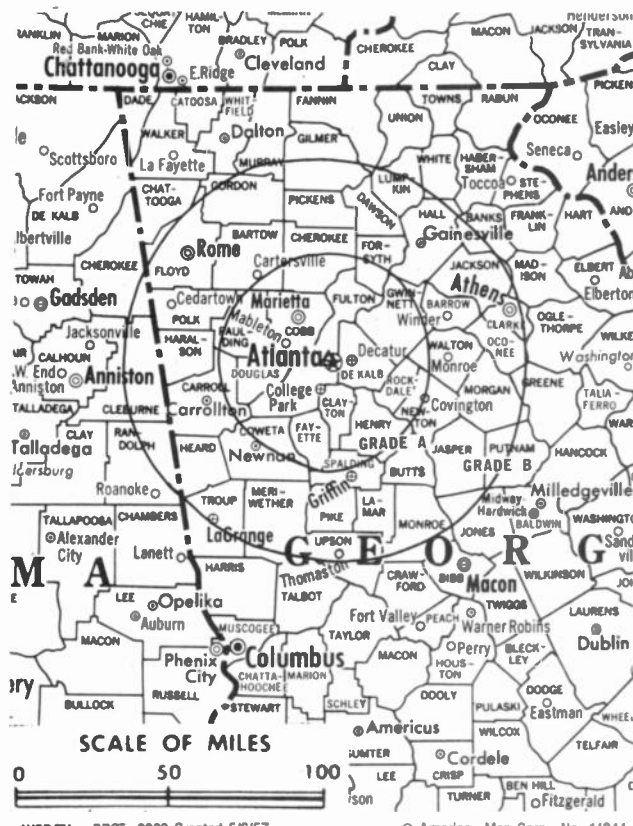 HAMIL-
TON
BRADLEY
POLK
CHEROKEE
MACON
JACKSON
TRAN-
SYLVANIA
MARION
Red Bank-White Oak
Chattanooga
E.Ridge
Cleveland
CLAY
DADE
CATOOSA
WHIT-
FIELD
FANNIN
TOWNS
RABUN
PICKENS
OCONEE
Easley
UNION
WALKER
Dalton
GILMER
Scottsboro
La Fayette
MURRAY
WHITE
HABER-
SHAM
Seneca
Toccoa
STE-
PHENS
Fort Payne
DE KALB
CHAT-
TOOGA
GORDON
LUMP-
KIN
PICKENS
DAWSON
HALL
BANKS
FRANK-
LIN
HART
BARTOW
CHEROKEE
FOR-
SYTH
Gainesville
CHEROKEE
FLOYD
Rome
Cartersville
JACKSON
MAD-
ISON
ELBERT
Elberton
Gadsden
Cedartown
Marietta
FULTON
GWIN-
NETT
BARROW
Athens
POLK
Mableton
COBB
Winder
CLARKE
OGLE-
THORPE
Jacksonville
HARAL-
SON
PAUL-
DING
Atlanta
Decatur
WALTON
OCO-
NEE
CALHOUN
W. End
Anniston
Anniston
DOUGLAS
DE KALB
Monroe
Washington
College
Park
ROCK-
DALE
MORGAN
GREENE
TALIA-
FERRO
TALLADEGA
CLEBURNE
CARROLL
Carrollton
CLAY-
TON
NEW-
TON
Covington
Talladega
CLAY
RAN-
DOLPH
HEARD
COWETA
Newnan
FAY-
ETTE
HENRY
GRADE A
JASPER
PUTNAM
GRADE B
HANCOCK
SPALDING
Griffin
BUTTS
Roanoke
TROUP
MERI-
WETHER
Milledgeville
Midway-
Hardwick
BALDWIN
TALLAPOOSA
CHAMBERS
LaGrange
PIKE
LA-
MAR
MONROE
JONES
WASHINGTON
Alexander
City
G E O R G
Lanett
UPSON
Thomaston
M A
HARRIS
TALBOT
CRAW-
FORD
BIBB
Macon
WILKINSON
LEE
Opelika
Auburn
TWIGGS
LAURENS
MUSCOGEE
Fort Valley
PEACH
Warner Robins
MACON
TAYLOR
Dublin
Phenix
City
Columbus
MACON
Perry
HOUS-
TON
BLECK-
LEY
CHATTA-
HOOCHEE
MARION
RUSSELL
BULLOCK
STEWART
SCHLEY
DOOLY
PULASKI
DODGE
Eastman
Americus
WILCOX
TELFAIR
SCALE OF MILES
Cordele
0 50 100
LEE
CRISP
TURNER
BEN HILL
Fitzgerald